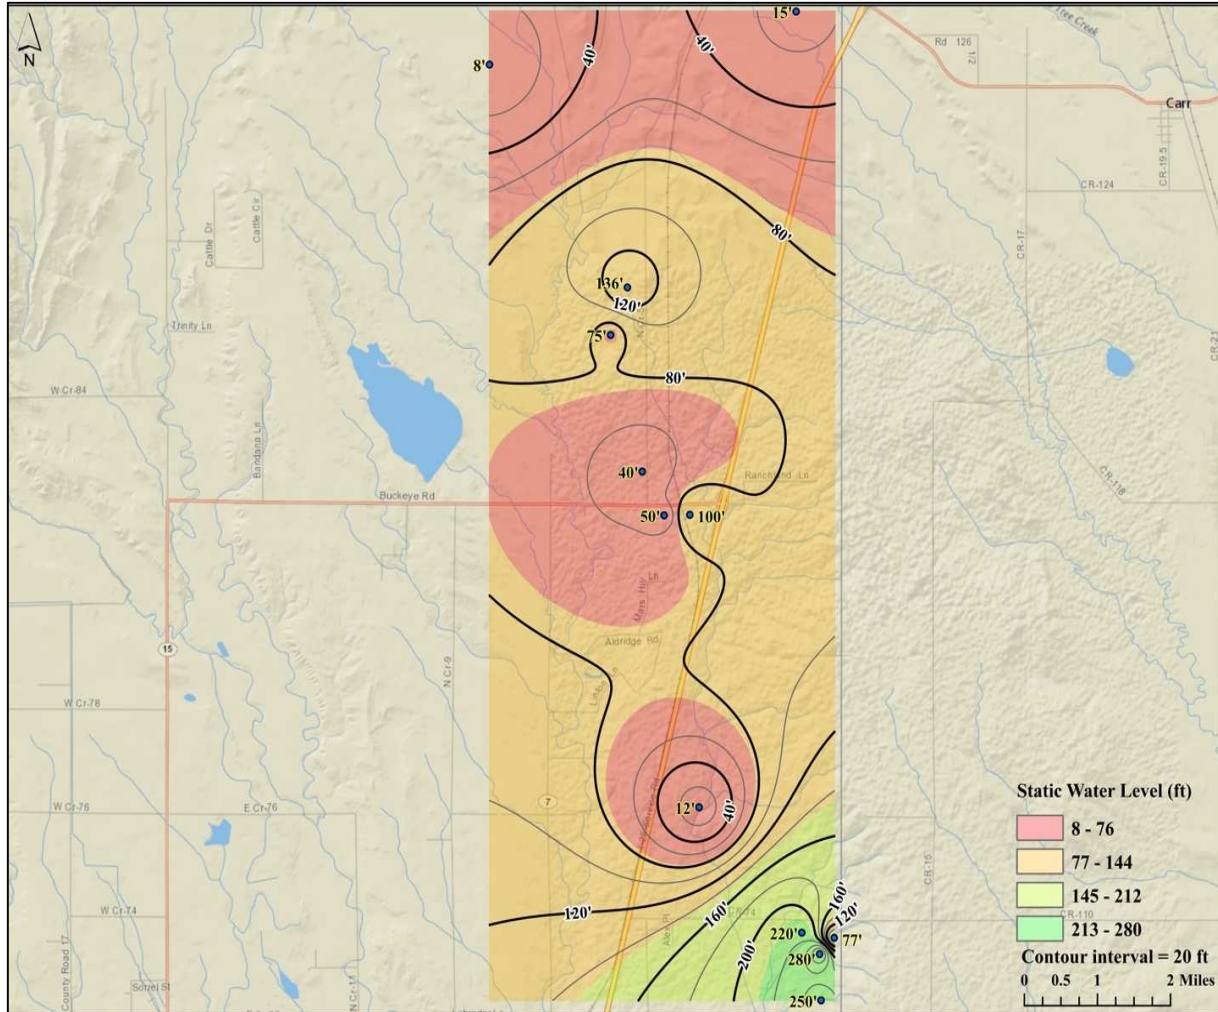 15'
Tree Creek
N
40'
40'
Rd 126
1/2
8'
Carr
CR-19.5
CR-124
CR-17
Cattle Dr
Cattle Cir
80'
136'
120'
Trinity Ln
75'
CR-21
80'
W Cr-84
Bandana Ln
40'
Ranchland Ln
CR-118
Buckeye Rd
50'
100'
Mars Hill Ln
Aldridge Rd
15
N Cr-9
W Cr-78
7
12'
40'
Static Water Level (ft)
8 - 76
77 - 144
145 - 212
213 - 280
Contour interval = 20 ft
0 0.5 1 2 Miles
W Cr-76
E Cr-76
CR-15
160'
120'
W Cr-74
120'
160'
CR-74
CR-110
220'
77'
County Road 17
200'
280'
Sorrel St
N Cr-11
250'